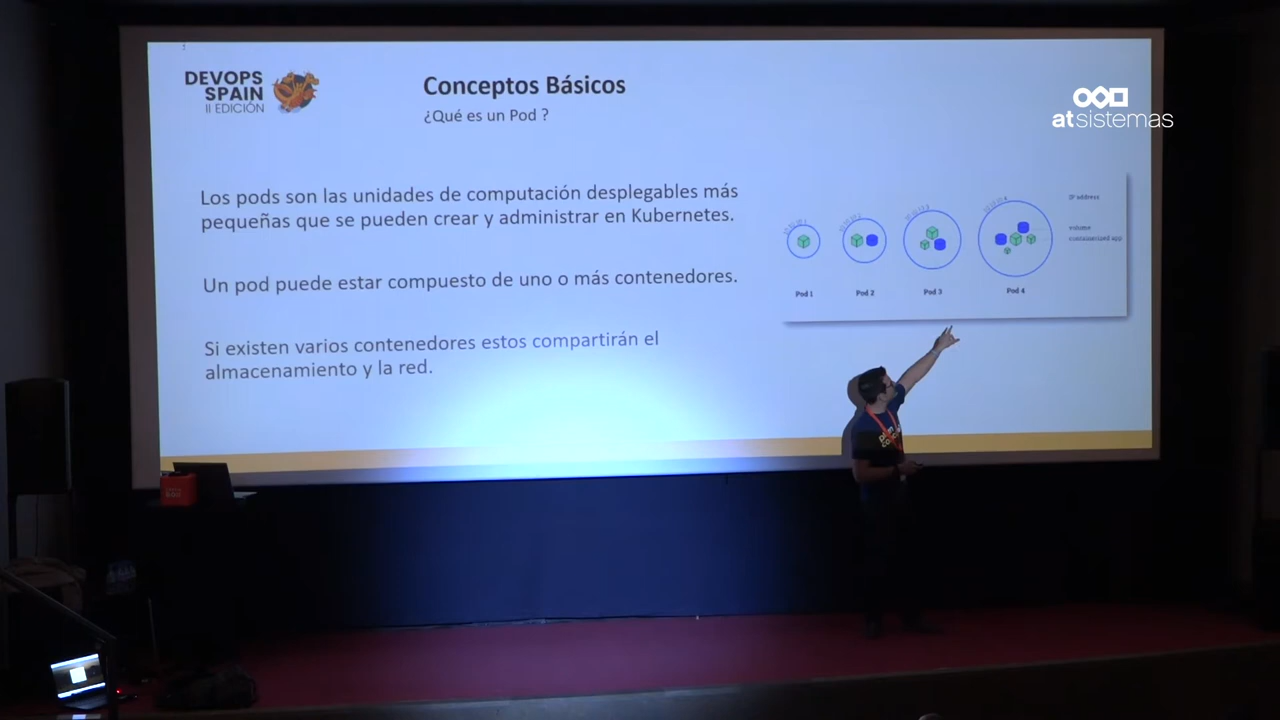 DEVOPS
SPAIN
II EDICIÓN
Conceptos Básicos
¿Qué es un Pod ?
atsistemas
Los pods son las unidades de computación desplegables más
pequeñas que se pueden crear y administrar en Kubernetes.
Un pod puede estar compuesto de uno o más contenedores.
Si existen varios contenedores estos compartirán el
almacenamiento y la red.
IP address
volume
containerized app
Pod 1
Pod 2
Pod 3
Pod 4